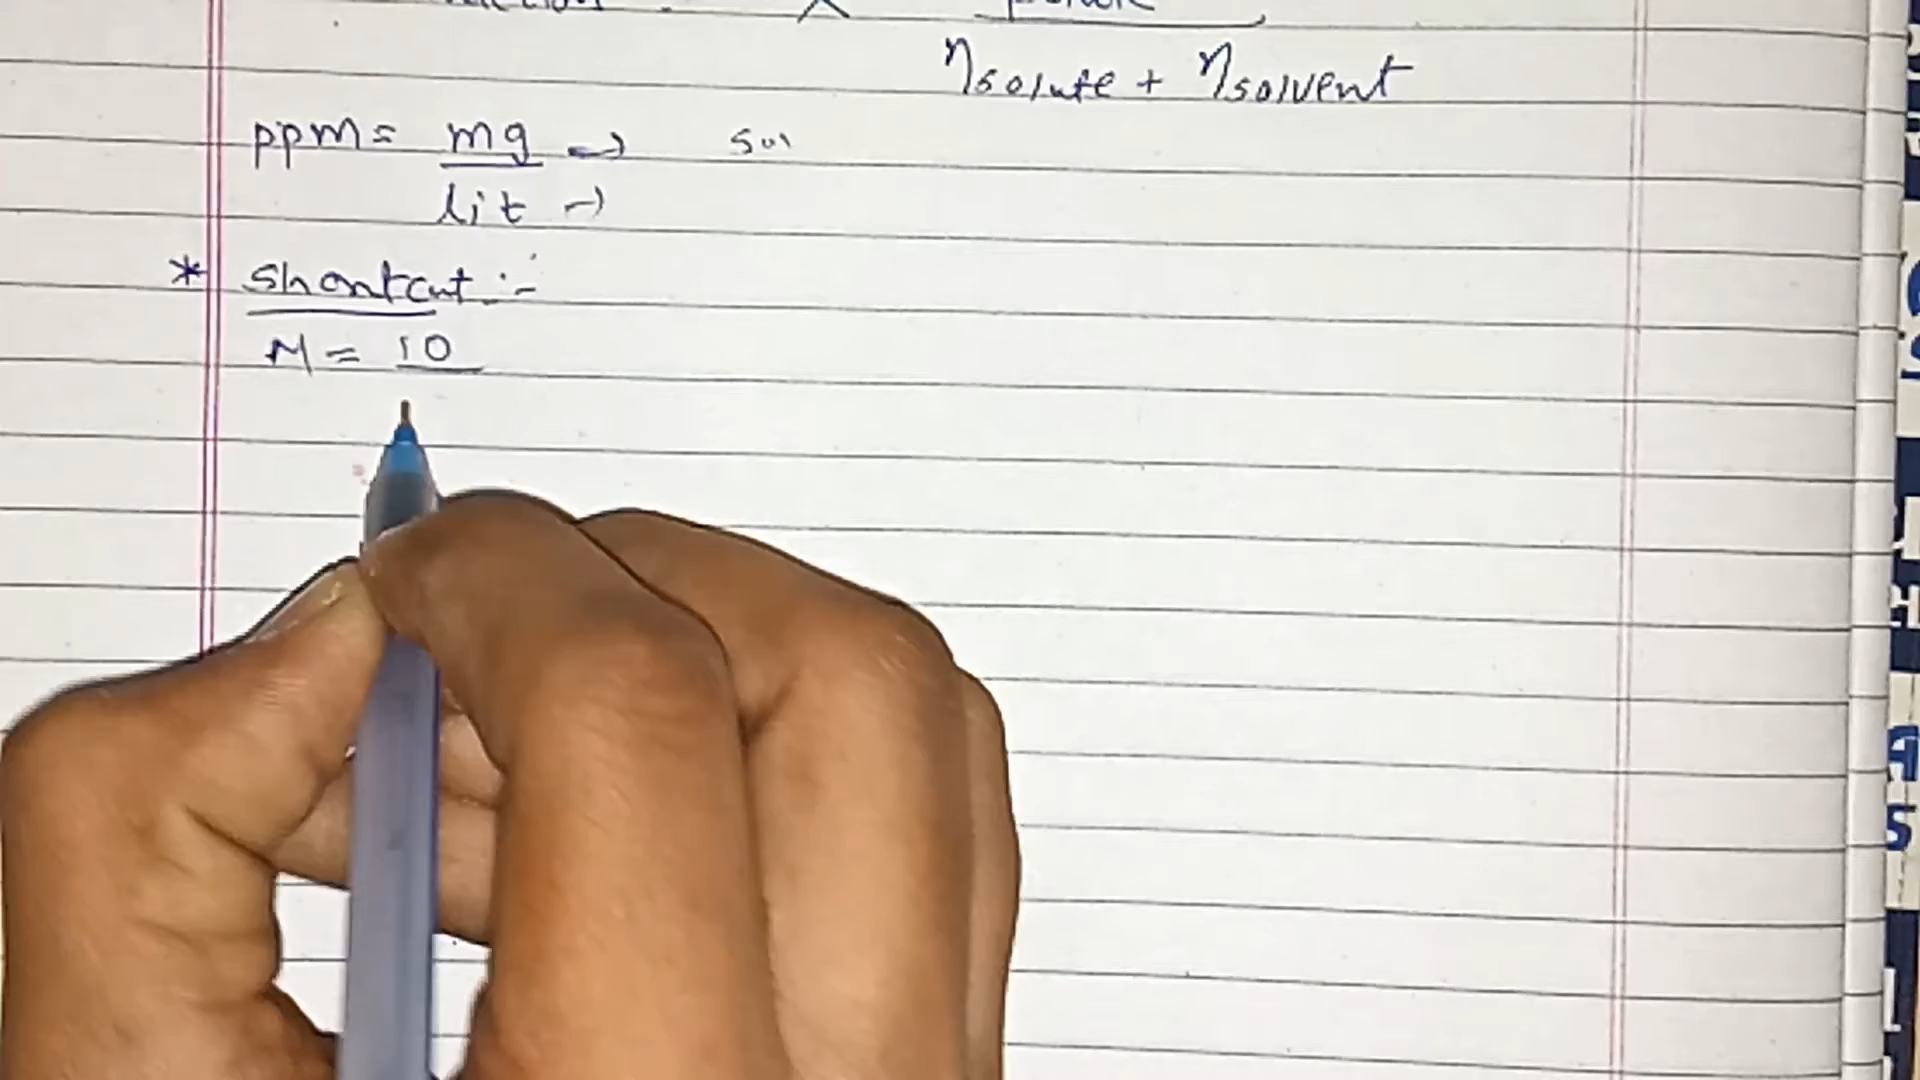 ηsolute + ηsolvent
ppm = mg →
lit →
* Shortcut :-
M = 10